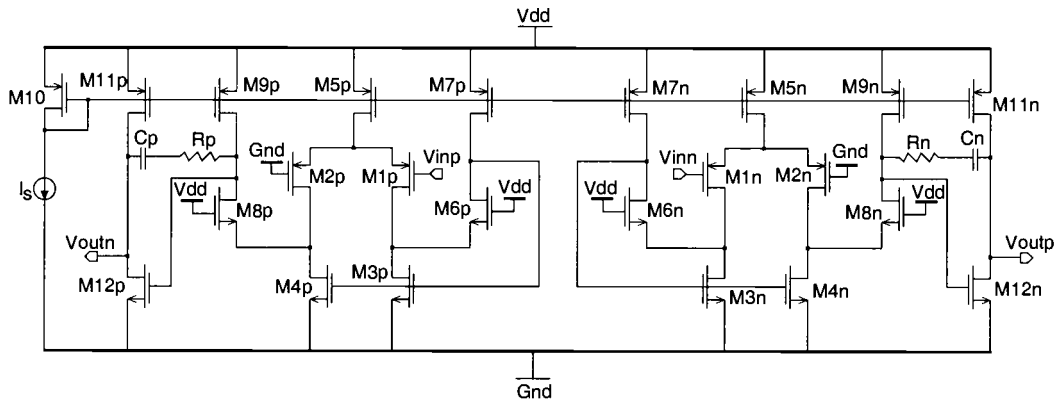 Vdd
M10
M11p
M9p
M5p
M7p
M7n
M5n
M9n
M11n
Cp
Rp
Gnd
Vinp
Vinn
Gnd
Rn
Cn
M2p
M1p
M1n
M2n
Is
Vdd
M8p
M6p
Vdd
Vdd
M6n
M8n
Vdd
Voutn
Voutp
M12p
M4p
M3p
M3n
M4n
M12n
Gnd